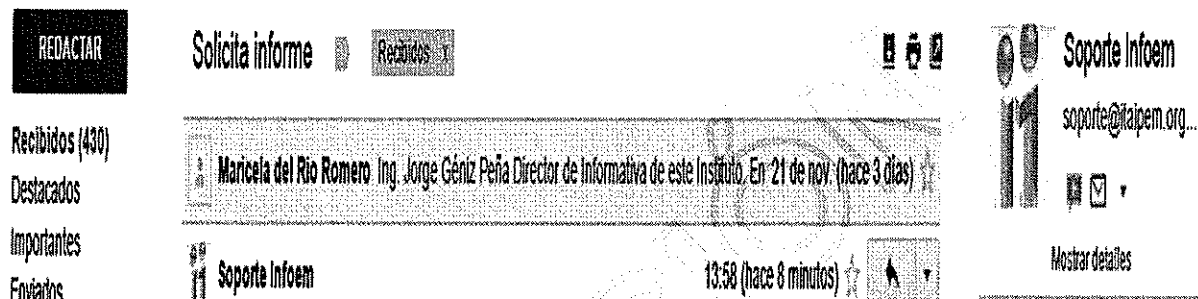 REDACTAR
Solicita informe
Recibidos x
Soporte Infoem
soporte@itaipem.org...
Recibidos (430)
Maricela del Rio Romero Ing. Jorge Géniz Peña Director de Informativa de este Instituto. En 21 de nov. (hace 3 días)
Destacados
Importantes
Mostrar detalles
Soporte Infoem 13:58 (hace 8 minutos)
Enviados